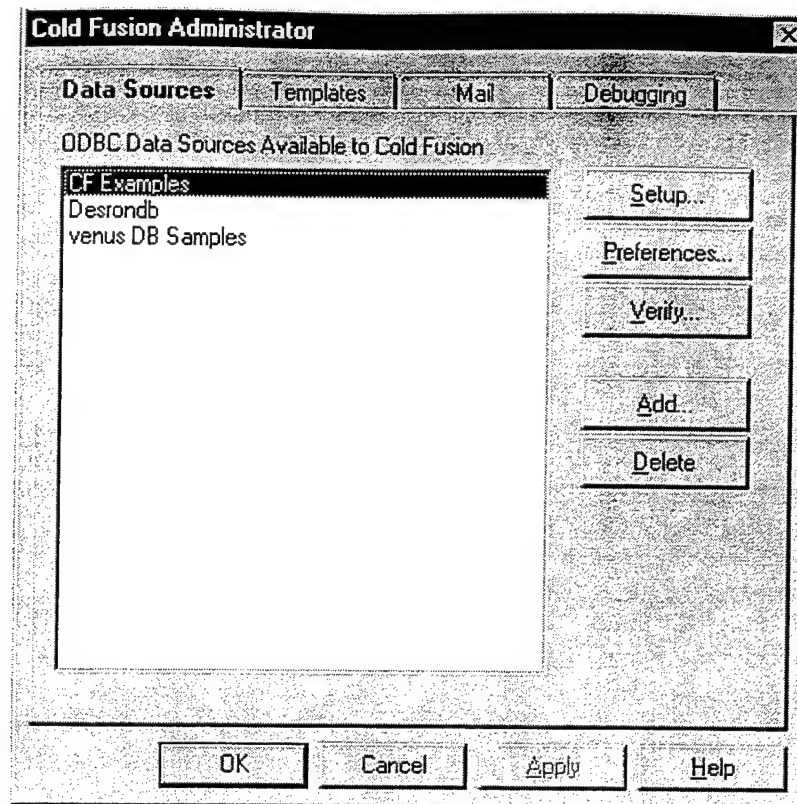 Cold Fusion Administrator
Data Sources Templates Mail Debugging
ODBC Data Sources Available to Cold Fusion
CF Examples
Desrondb
venus DB Samples
Setup...
Preferences...
Verify...
Add...
Delete
OK Cancel Apply Help